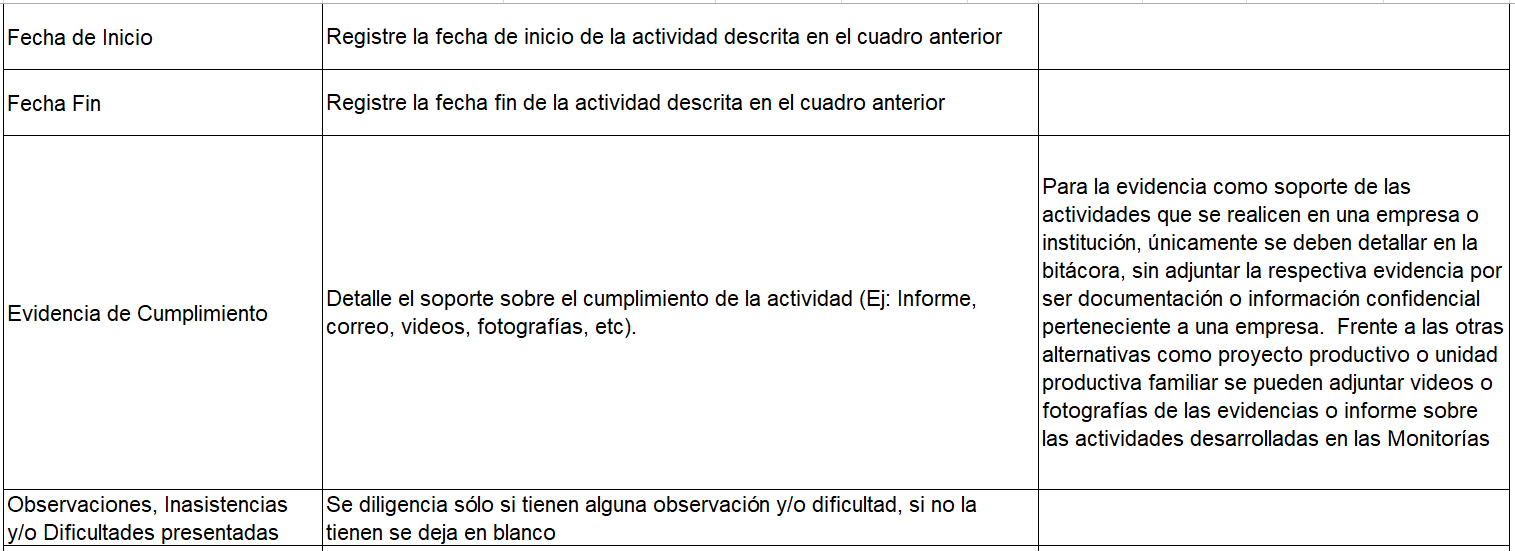 Fecha de Inicio
Registre la fecha de inicio de la actividad descrita en el cuadro anterior
Fecha Fin
Registre la fecha fin de la actividad descrita en el cuadro anterior
Evidencia de Cumplimiento
Detalle el soporte sobre el cumplimiento de la actividad (Ej: Informe,
correo, videos, fotografías, etc).
Para la evidencia como soporte de las
actividades que se realicen en una empresa o
institución, únicamente se deben detallar en la
bitácora, sin adjuntar la respectiva evidencia por
ser documentación o información confidencial
perteneciente a una empresa.  Frente a las otras
alternativas como proyecto productivo o unidad
productiva familiar se pueden adjuntar videos o
fotografías de las evidencias o informe sobre
las actividades desarrolladas en las Monitorías
Observaciones, Inasistencias
y/o Dificultades presentadas
Se diligencia sólo si tienen alguna observación y/o dificultad, si no la
tienen se deja en blanco